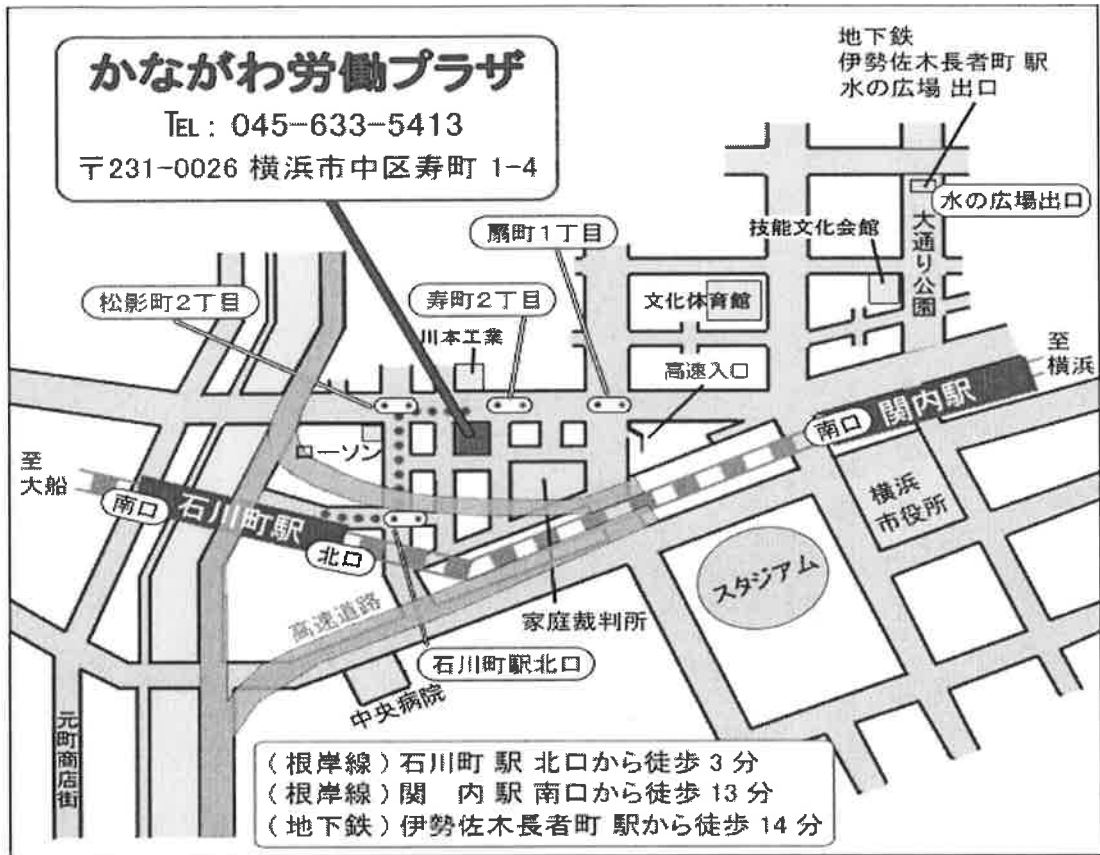 かながわ労働プラザ
TEL: 045-633-5413
〒231-0026 横浜市中区寿町 1-4
地下鉄
伊勢佐木長者町 駅
水の広場 出口
水の広場出口
技能文化会館
大通り公園
扇町1丁目
松影町2丁目
寿町2丁目
文化体育館
川本工業
高速入口
至
横浜
関内駅
南口
ローソン
至
大船
南口
石川町駅
北口
横浜
市役所
スタジアム
高速道路
家庭裁判所
石川町駅北口
中央病院
元町商店街
(根岸線)石川町 駅 北口から徒歩 3 分
(根岸線)関 内 駅 南口から徒歩 13 分
(地下鉄)伊勢佐木長者町 駅から徒歩 14 分